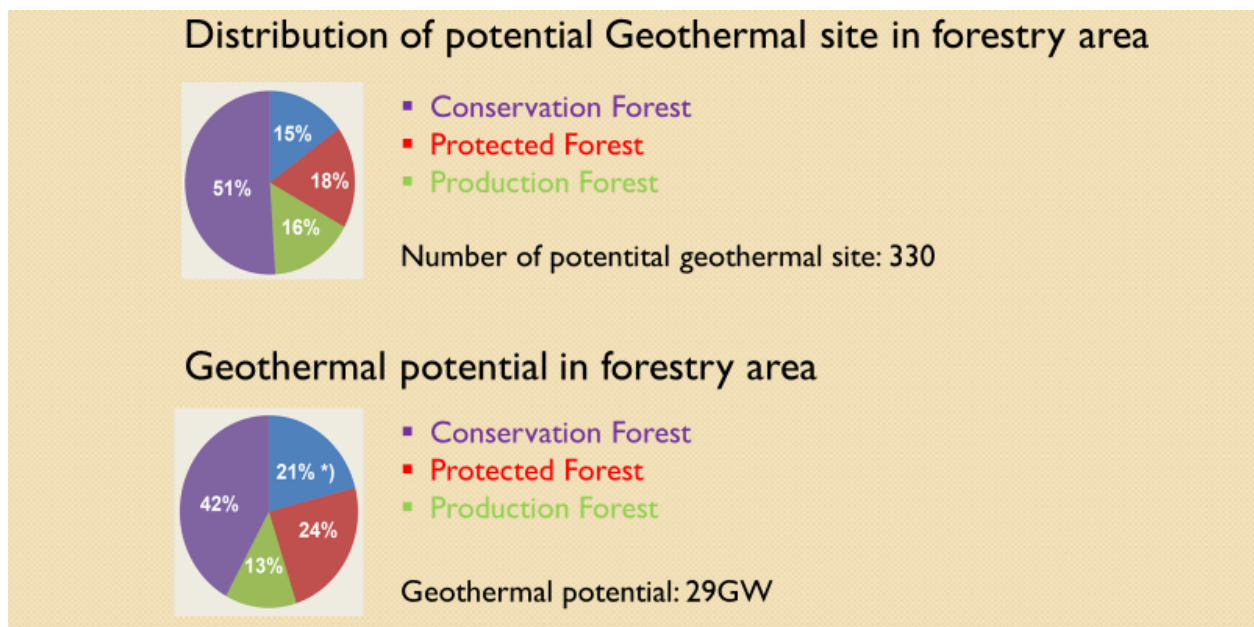 Distribution of potential Geothermal site in forestry area
15%
18%
16%
51%
▪ Conservation Forest
▪ Protected Forest
▪ Production Forest
Number of potentital geothermal site: 330
Geothermal potential in forestry area
21% *)
24%
13%
42%
▪ Conservation Forest
▪ Protected Forest
▪ Production Forest
Geothermal potential: 29GW